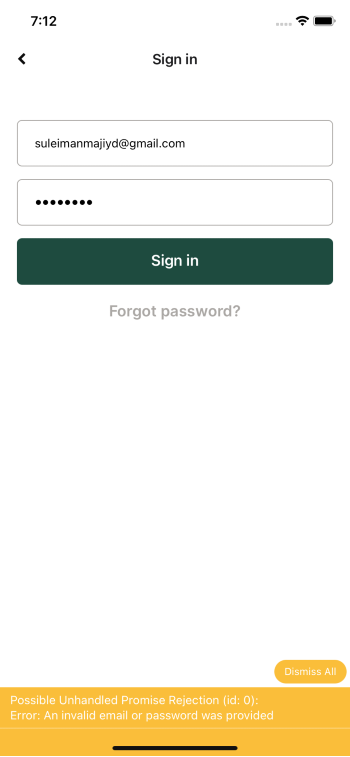 7:12
Sign in
suleimanmajiyd@gmail.com
••••••••
Sign in
Forgot password?
Dismiss All
Possible Unhandled Promise Rejection (id: 0):
Error: An invalid email or password was provided